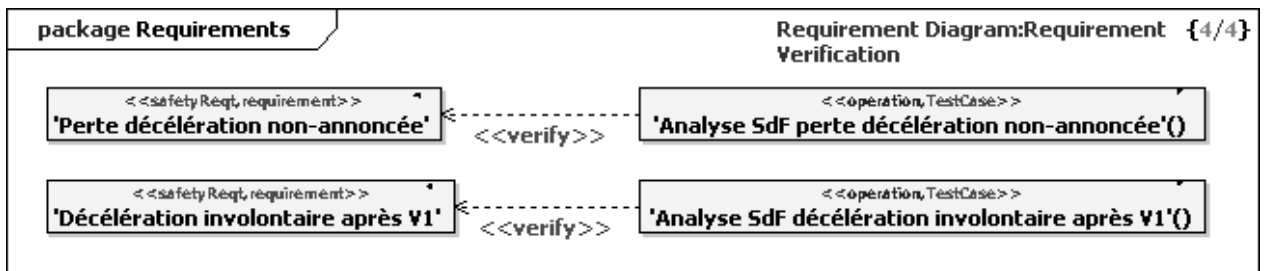 package Requirements
Requirement Diagram:Requirement {4/4}
Verification
<<safetyReqt,requirement>>
'Perte décélération non-annoncée'
<<verify>>
<<operation,TestCase>>
'Analyse SdF perte décélération non-annoncée'()
<<safetyReqt,requirement>>
'Décélération involontaire après V1'
<<verify>>
<<operation,TestCase>>
'Analyse SdF décélération involontaire après V1'()